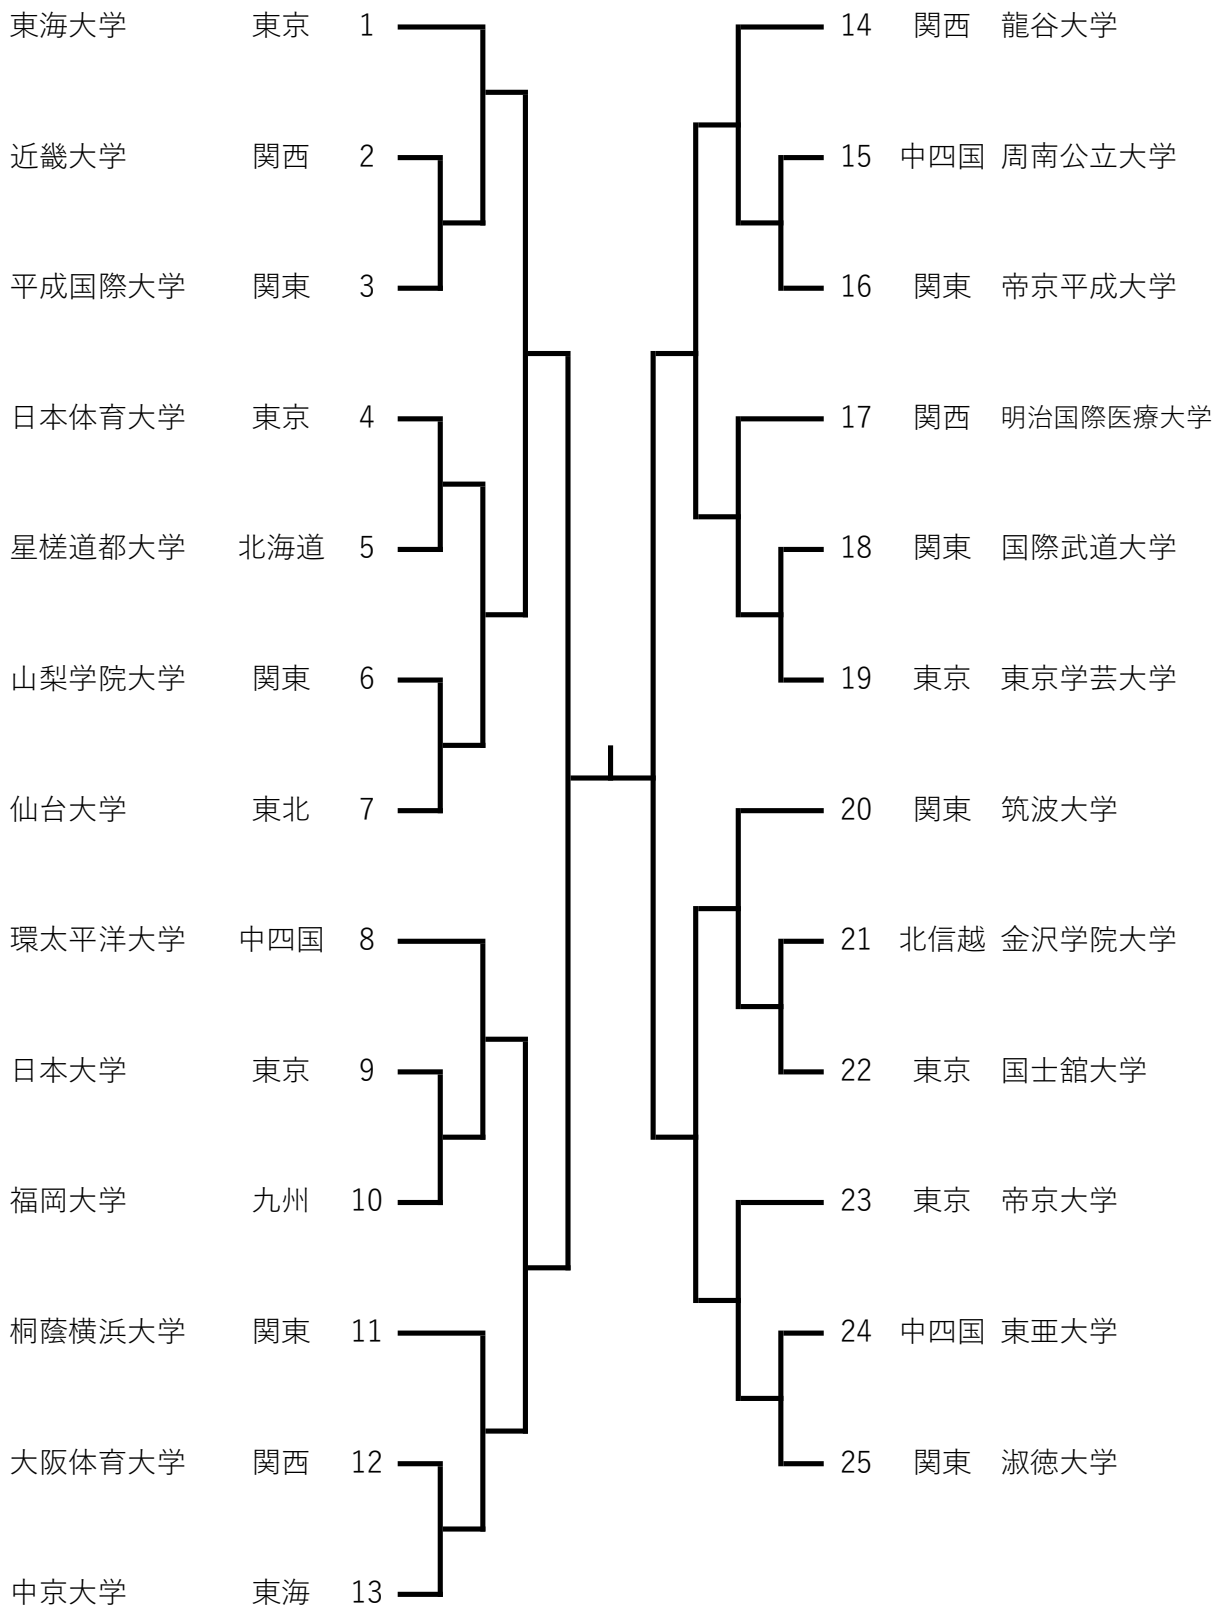 東海大学 東京 1
近畿大学 関西 2
平成国際大学 関東 3
日本体育大学 東京 4
星槎道都大学 北海道 5
山梨学院大学 関東 6
仙台大学 東北 7
環太平洋大学 中四国 8
日本大学 東京 9
福岡大学 九州 10
桐蔭横浜大学 関東 11
大阪体育大学 関西 12
中京大学 東海 13
14 関西 龍谷大学
15 中四国 周南公立大学
16 関東 帝京平成大学
17 関西 明治国際医療大学
18 関東 国際武道大学
19 東京 東京学芸大学
20 関東 筑波大学
21 北信越 金沢学院大学
22 東京 国士舘大学
23 東京 帝京大学
24 中四国 東亜大学
25 関東 淑徳大学